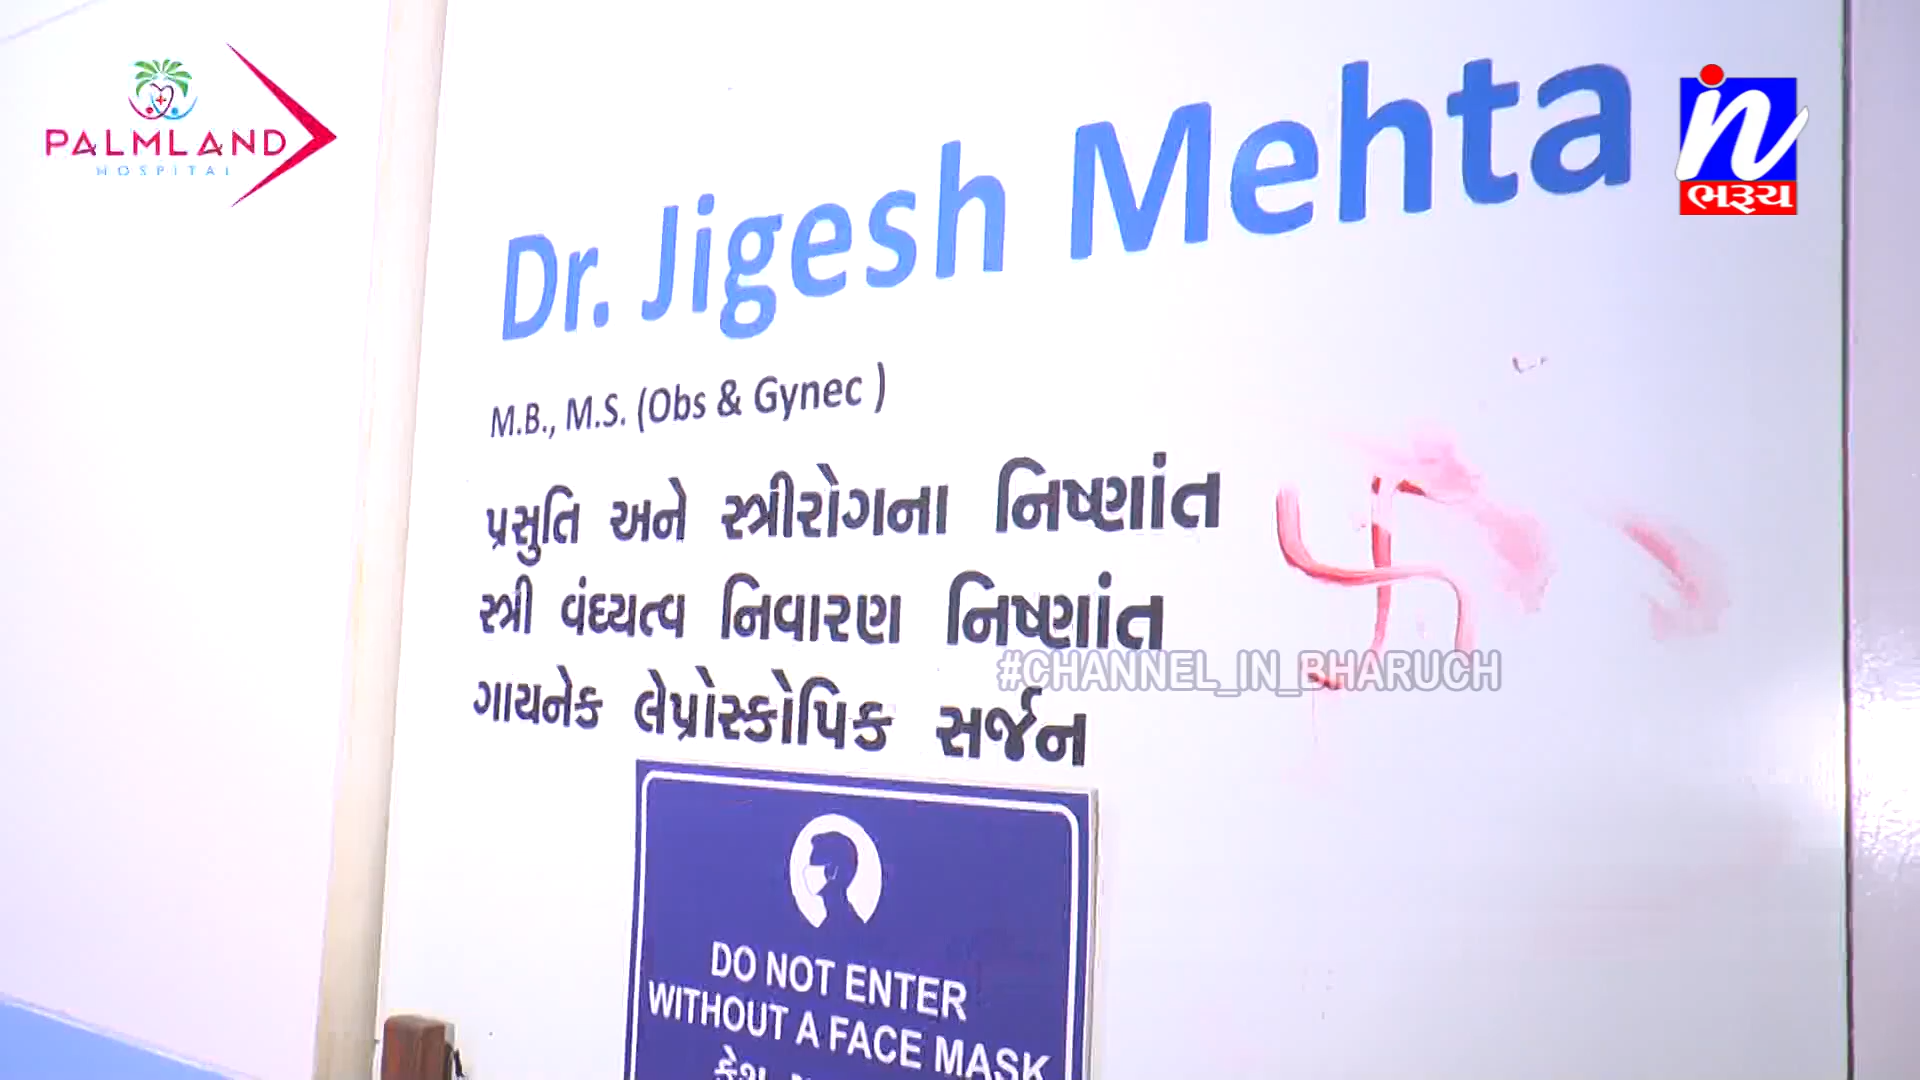 PALMLAND
HOSPITAL
in
ભરૂચ
Dr. Jigesh Mehta
M.B., M.S. (Obs & Gynec )
પ્રસુતિ અને સ્ત્રીરોગના નિષ્ણાંત
સ્ત્રી વંધ્યત્વ નિવારણ નિષ્ણાંત
#CHANNEL_IN_BHARUCH
ગાયનેક લેપ્રોસ્કોપિક સર્જન
DO NOT ENTER
WITHOUT A FACE MASK